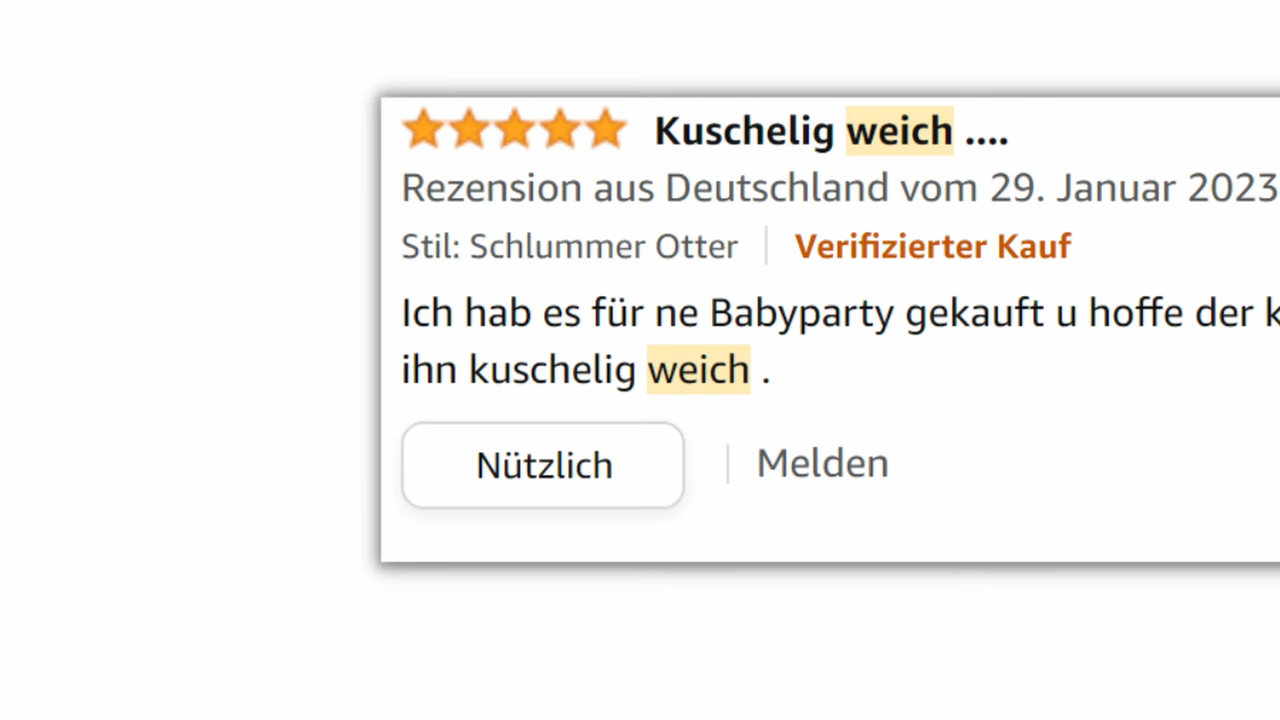 Kuschelig weich ....
Rezension aus Deutschland vom 29. Januar 2023
Stil: Schlummer Otter | Verifizierter Kauf
Ich hab es für ne Babyparty gekauft u hoffe der
ihn kuschelig weich .
Nützlich | Melden